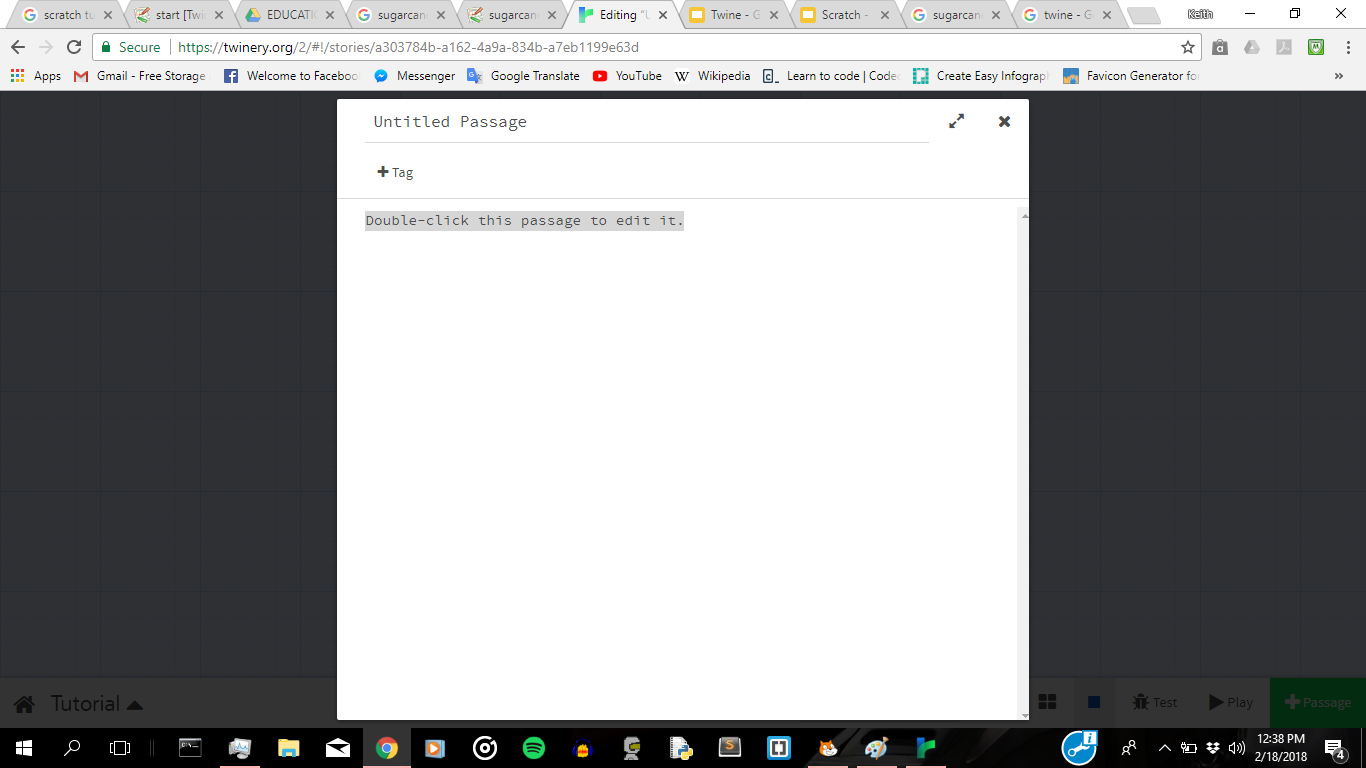 scratch tu
start [Twi
EDUCATI
sugarcan
sugarcan
Editing "U
Twine - G
Scratch -
sugarcan
twine - G
Keith
Secure
https://twinery.org/2/#!/stories/a303784b-a162-4a9a-834b-a7eb1199e63d
Apps
Gmail - Free Storage
Welcome to Faceboo
Messenger
Google Translate
YouTube
Wikipedia
Learn to code | Codec
Create Easy Infograph
Favicon Generator for
»
Untitled Passage
+ Tag
Double-click this passage to edit it.
Tutorial
Test
Play
+ Passage
12:38 PM
2/18/2018
4